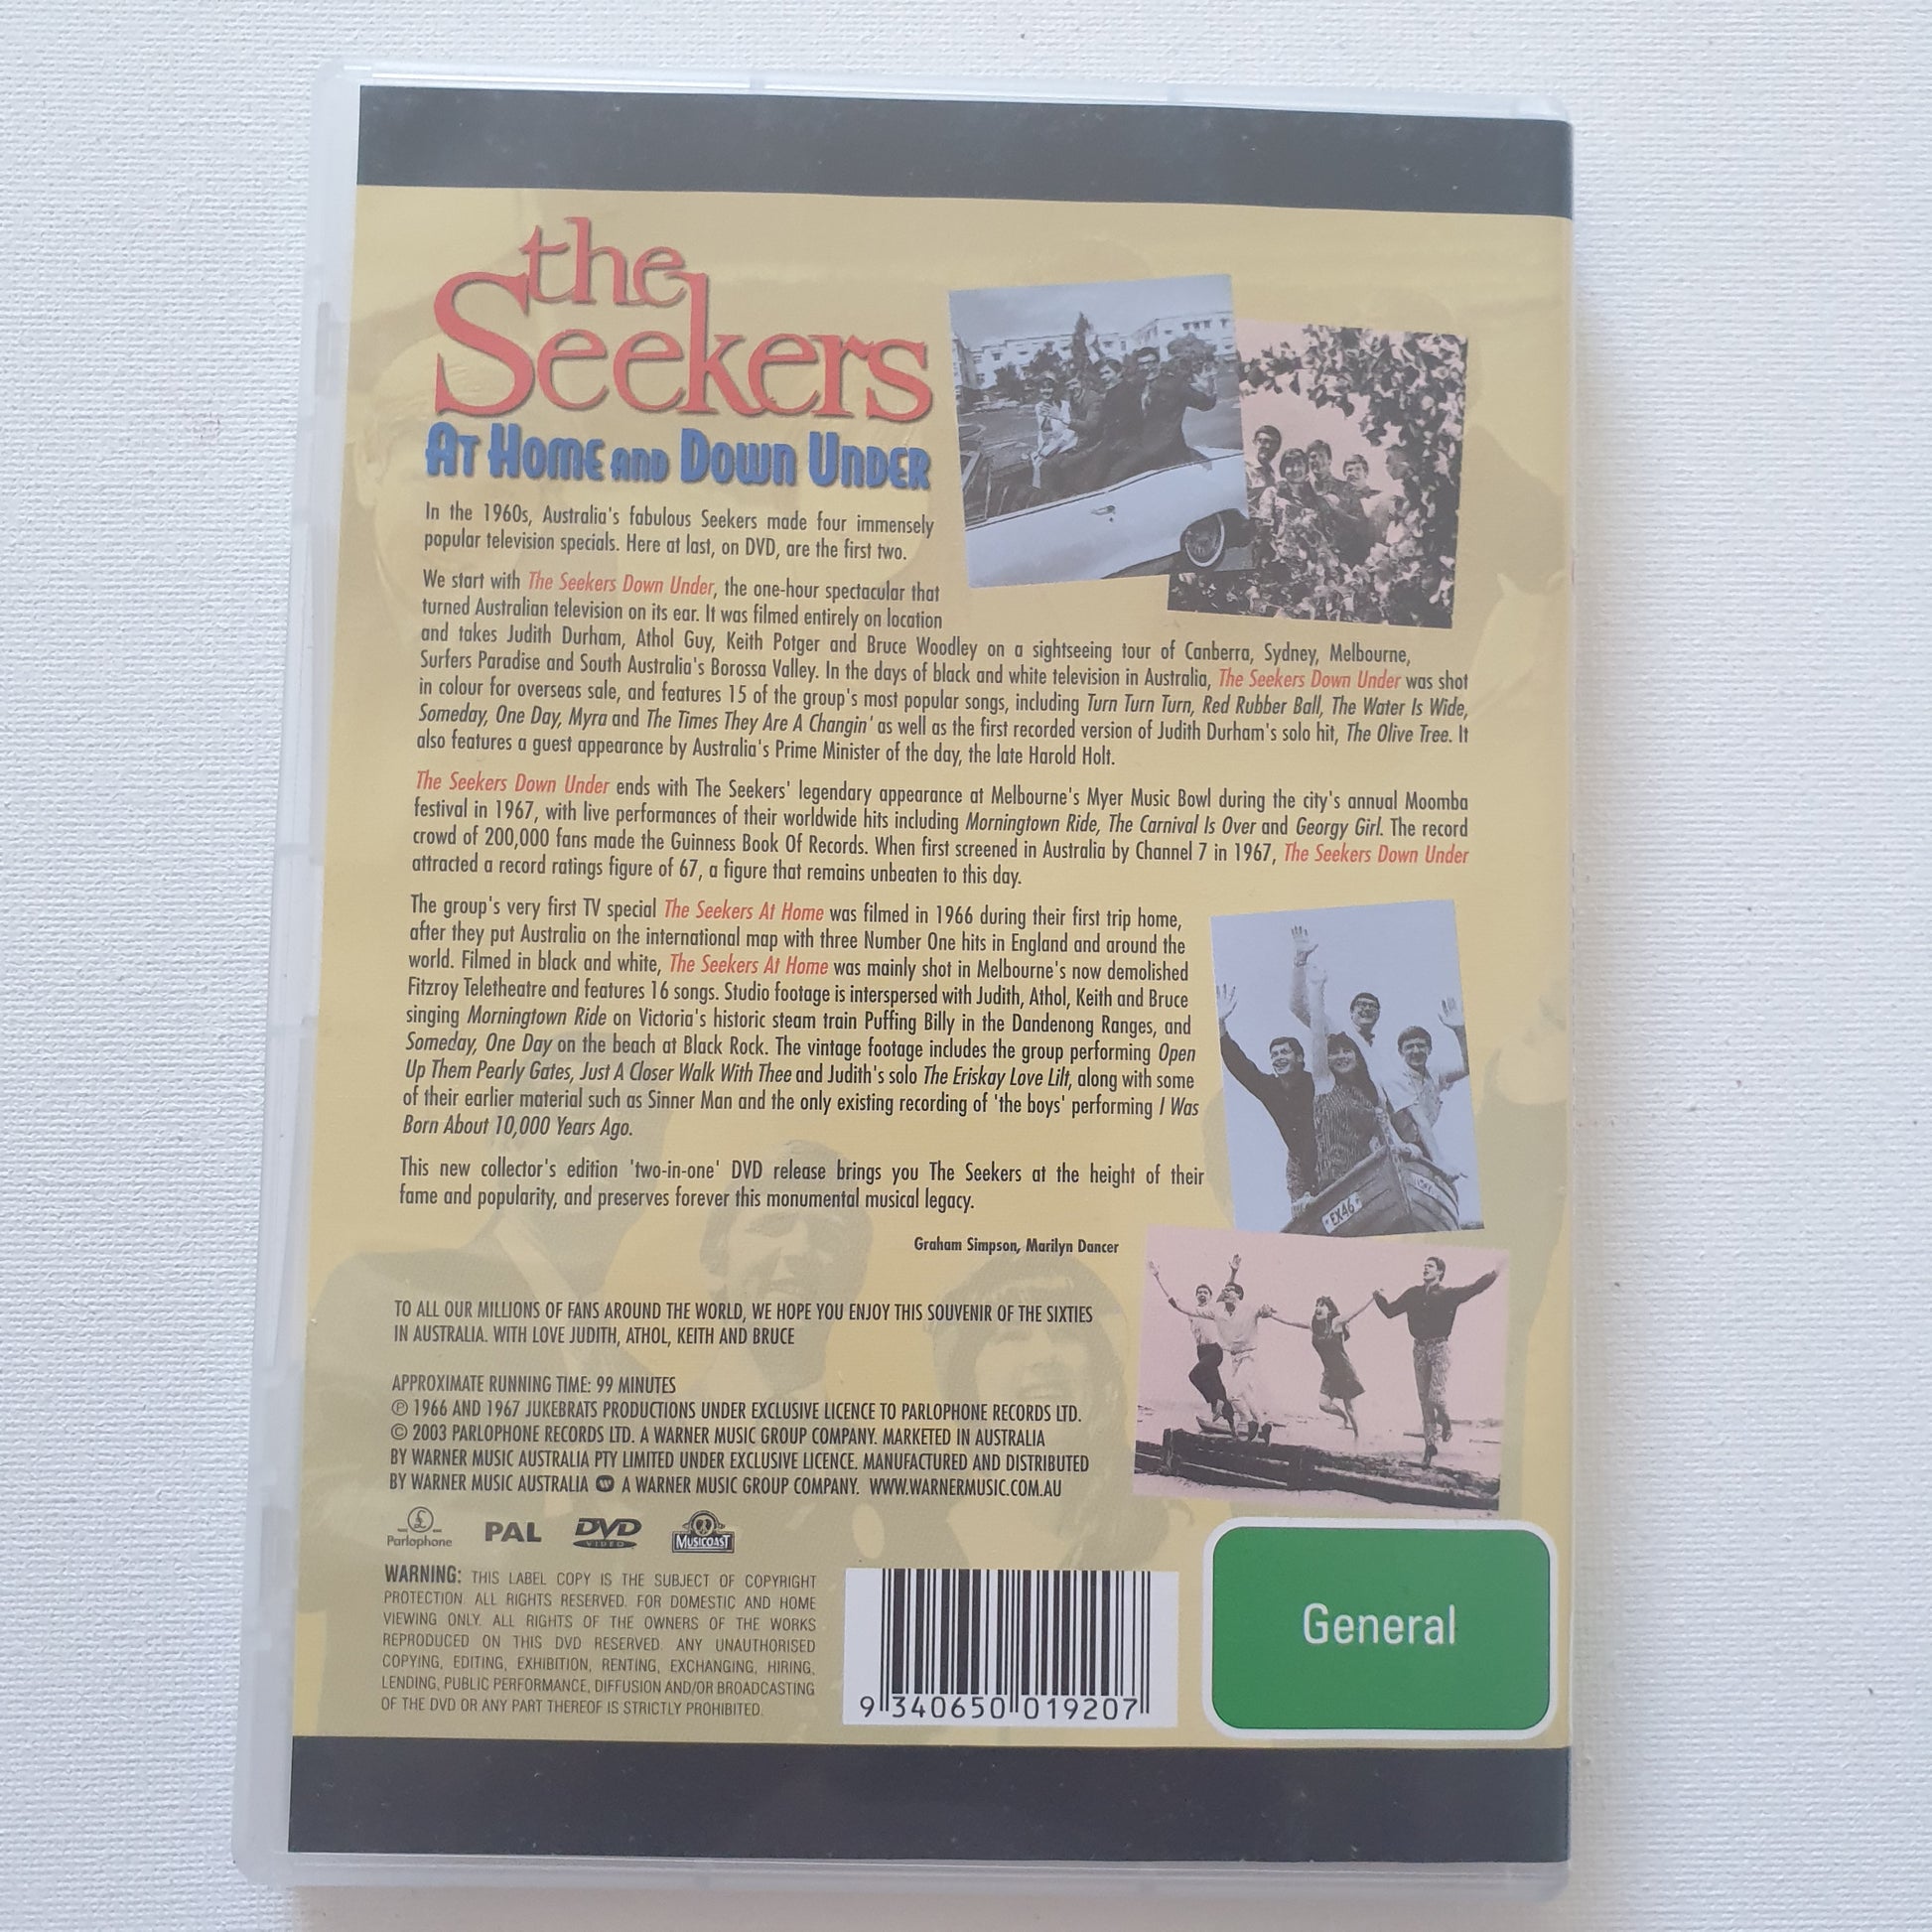 the
Seekers
At Home and Down Under
In the 1960s, Australia's fabulous Seekers made four immensely
popular television specials. Here at last, on DVD, are the first two.
We start with The Seekers Down Under, the one-hour spectacular that
turned Australian television on its ear. It was filmed entirely on location
and takes Judith Durham, Athol Guy, Keith Potger and Bruce Woodley on a sightseeing tour of Canberra, Sydney, Melbourne,
Surfers Paradise and South Australia's Borossa Valley. In the days of black and white television in Australia, The Seekers Down Under was shot
in colour for overseas sale, and features 15 of the group's most popular songs, including Turn Turn Turn, Red Rubber Ball, The Water Is Wide,
Someday, One Day, Myra and The Times They Are A Changin' as well as the first recorded version of Judith Durham's solo hit, The Olive Tree. It
also features a guest appearance by Australia's Prime Minister of the day, the late Harold Holt.
The Seekers Down Under ends with The Seekers' legendary appearance at Melbourne's Myer Music Bowl during the city's annual Moomba
festival in 1967, with live performances of their worldwide hits including Morningtown Ride, The Carnival Is Over and Georgy Girl. The record
crowd of 200,000 fans made the Guinness Book Of Records. When first screened in Australia by Channel 7 in 1967, The Seekers Down Under
attracted a record ratings figure of 67, a figure that remains unbeaten to this day.
The group's very first TV special The Seekers At Home was filmed in 1966 during their first trip home,
after they put Australia on the international map with three Number One hits in England and around the
world. Filmed in black and white, The Seekers At Home was mainly shot in Melbourne's now demolished
Fitzroy Teletheatre and features 16 songs. Studio footage is interspersed with Judith, Athol, Keith and Bruce
singing Morningtown Ride on Victoria's historic steam train Puffing Billy in the Dandenong Ranges, and
Someday, One Day on the beach at Black Rock. The vintage footage includes the group performing Open
Up Them Pearly Gates, Just A Closer Walk With Thee and Judith's solo The Eriskay Love Lilt, along with some
of their earlier material such as Sinner Man and the only existing recording of 'the boys' performing I Was
Born About 10,000 Years Ago.
This new collector's edition 'two-in-one' DVD release brings you The Seekers at the height of their
fame and popularity, and preserves forever this monumental musical legacy.
EX46
Graham Simpson, Marilyn Dancer
TO ALL OUR MILLIONS OF FANS AROUND THE WORLD, WE HOPE YOU ENJOY THIS SOUVENIR OF THE SIXTIES
IN AUSTRALIA. WITH LOVE JUDITH, ATHOL, KEITH AND BRUCE
APPROXIMATE RUNNING TIME: 99 MINUTES
℗ 1966 AND 1967 JUKEBRATS PRODUCTIONS UNDER EXCLUSIVE LICENCE TO PARLOPHONE RECORDS LTD.
© 2003 PARLOPHONE RECORDS LTD. A WARNER MUSIC GROUP COMPANY. MARKETED IN AUSTRALIA
BY WARNER MUSIC AUSTRALIA PTY LIMITED UNDER EXCLUSIVE LICENCE. MANUFACTURED AND DISTRIBUTED
BY WARNER MUSIC AUSTRALIA A WARNER MUSIC GROUP COMPANY. WWW.WARNERMUSIC.COM.AU
£ Parlophone PAL DVD VIDEO MUSICOAST
WARNING: THIS LABEL COPY IS THE SUBJECT OF COPYRIGHT
PROTECTION. ALL RIGHTS RESERVED. FOR DOMESTIC AND HOME
VIEWING ONLY. ALL RIGHTS OF THE OWNERS OF THE WORKS
REPRODUCED ON THIS DVD RESERVED. ANY UNAUTHORISED
COPYING, EDITING, EXHIBITION, RENTING, EXCHANGING, HIRING,
LENDING, PUBLIC PERFORMANCE, DIFFUSION AND/OR BROADCASTING
OF THE DVD OR ANY PART THEREOF IS STRICTLY PROHIBITED.
9 340650 019207
General